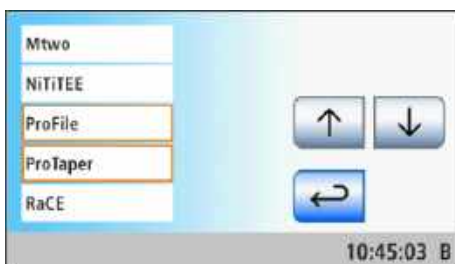 Mtwo
NiTiTEE
ProFile
ProTaper
RaCE
10:45:03 B